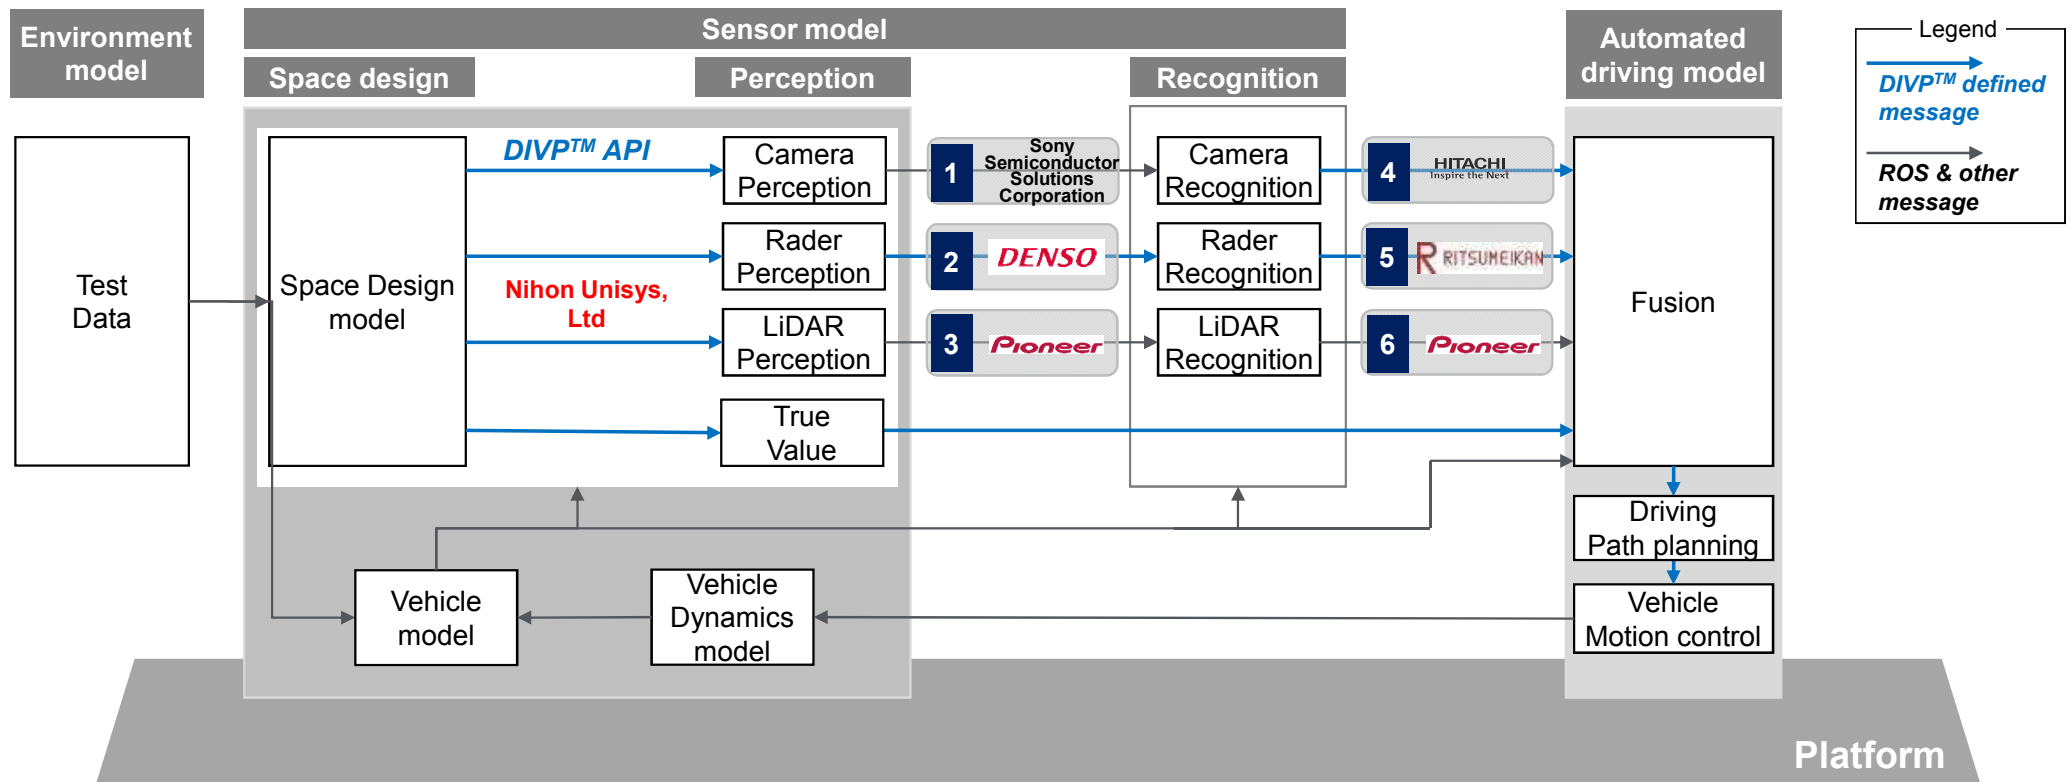 Environment
model
Sensor model
Space design
Perception
Recognition
Automated
driving model
Legend
DIVP™ defined
message
ROS & other
message
Test
Data
Space Design
model
DIVP™ API
Nihon Unisys,
Ltd
Camera
Perception
Rader
Perception
LiDAR
Perception
True
Value
1
Sony
Semiconductor
Solutions
Corporation
2
DENSO
3
Pioneer
Camera
Recognition
Rader
Recognition
LiDAR
Recognition
4
HITACHI
Inspire the Next
5
R RITSUMEIKAN
6
Pioneer
Fusion
Driving
Path planning
Vehicle
Motion control
Vehicle
model
Vehicle
Dynamics
model
Platform